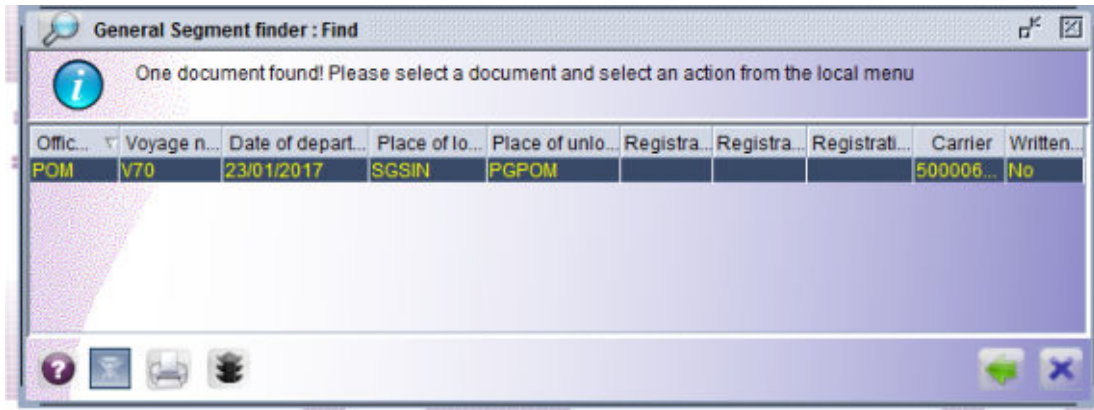 General Segment finder : Find
One document found! Please select a document and select an action from the local menu
Offic... Voyage n... Date of depart... Place of lo... Place of unlo... Registra... Registra... Registrati... Carrier Written...
POM V70 23/01/2017 SGSIN PGPOM 500006... No
?